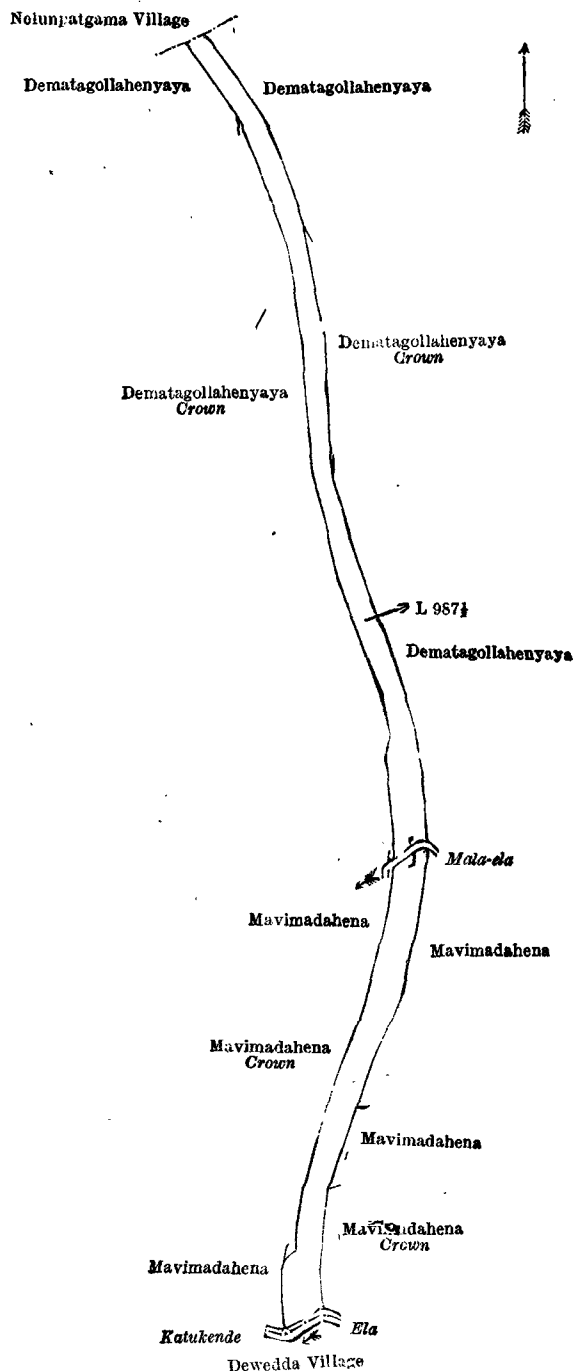 Nolunpatgama Village
Dematagollahenyaya
Dematagollahenyaya
Dematagollahenyaya
Crown
Dematagollahenyaya
Crown
L 987½
Dematagollahenyaya
Mala-ela
Mavimadahena
Mavimadahena
Mavimadahena
Crown
Mavimadahena
Mavimadahena
Crown
Mavimadahena
Katukende Ela
Dewedda Village